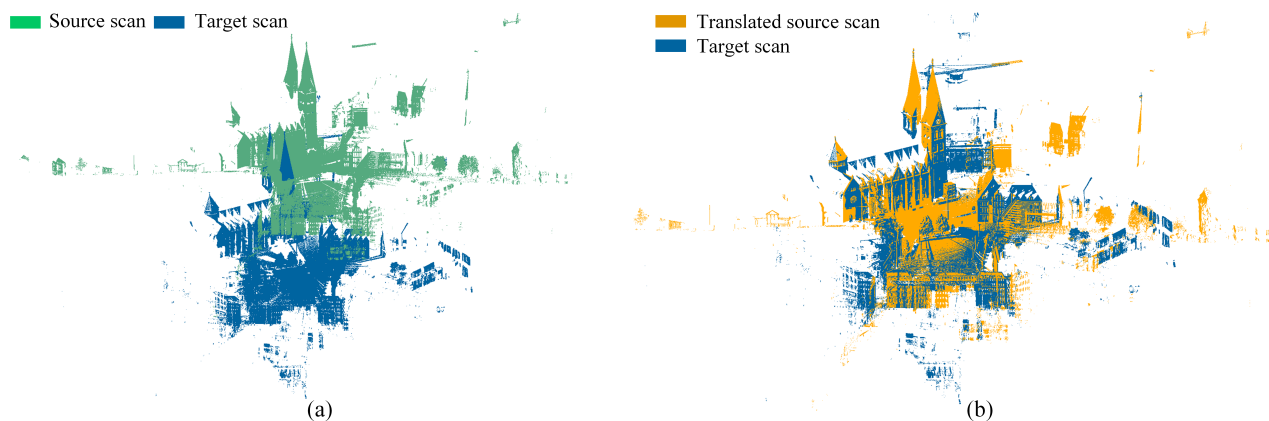 Source scan Target scan
Translated source scan
Target scan
(a)
(b)